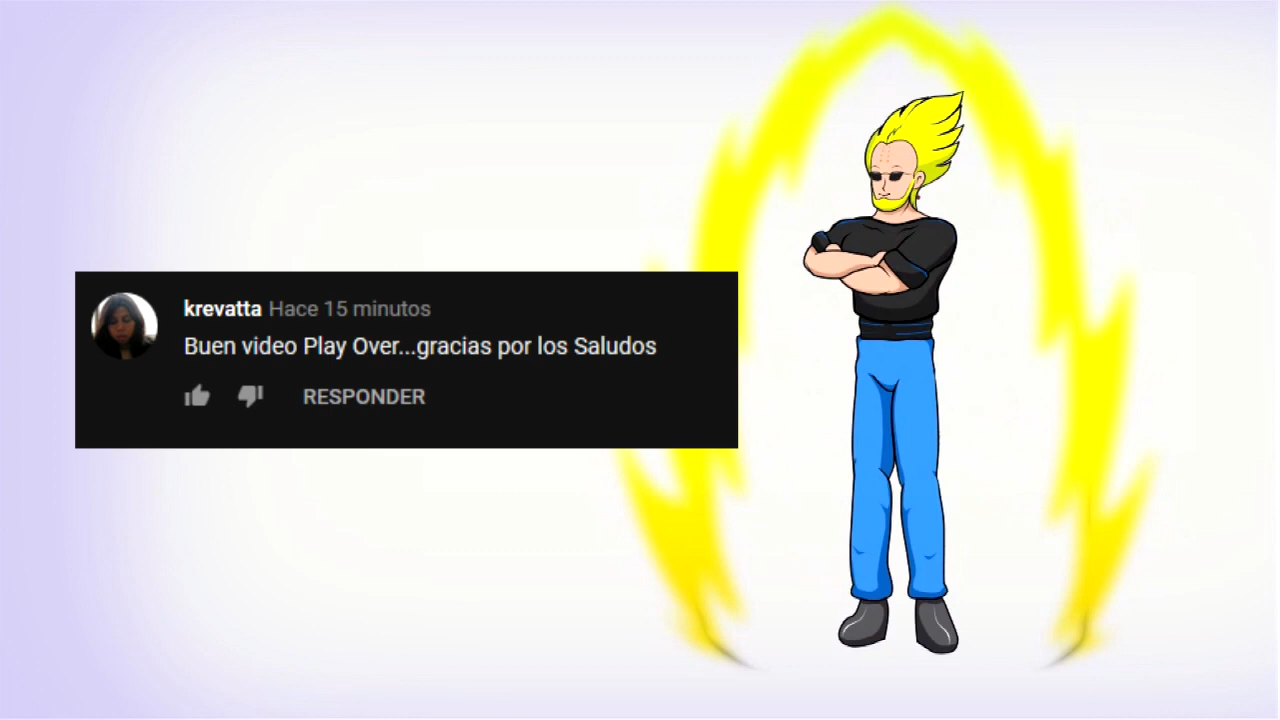 krevatta Hace 15 minutos
Buen video Play Over...gracias por los Saludos
RESPONDER